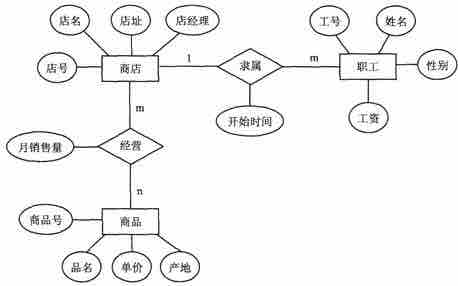 店名
店址
店经理
工号
姓名
店号
商店
1
隶属
m
职工
性别
m
开始时间
工资
月销售量
经营
n
商品号
商品
品名
单价
产地